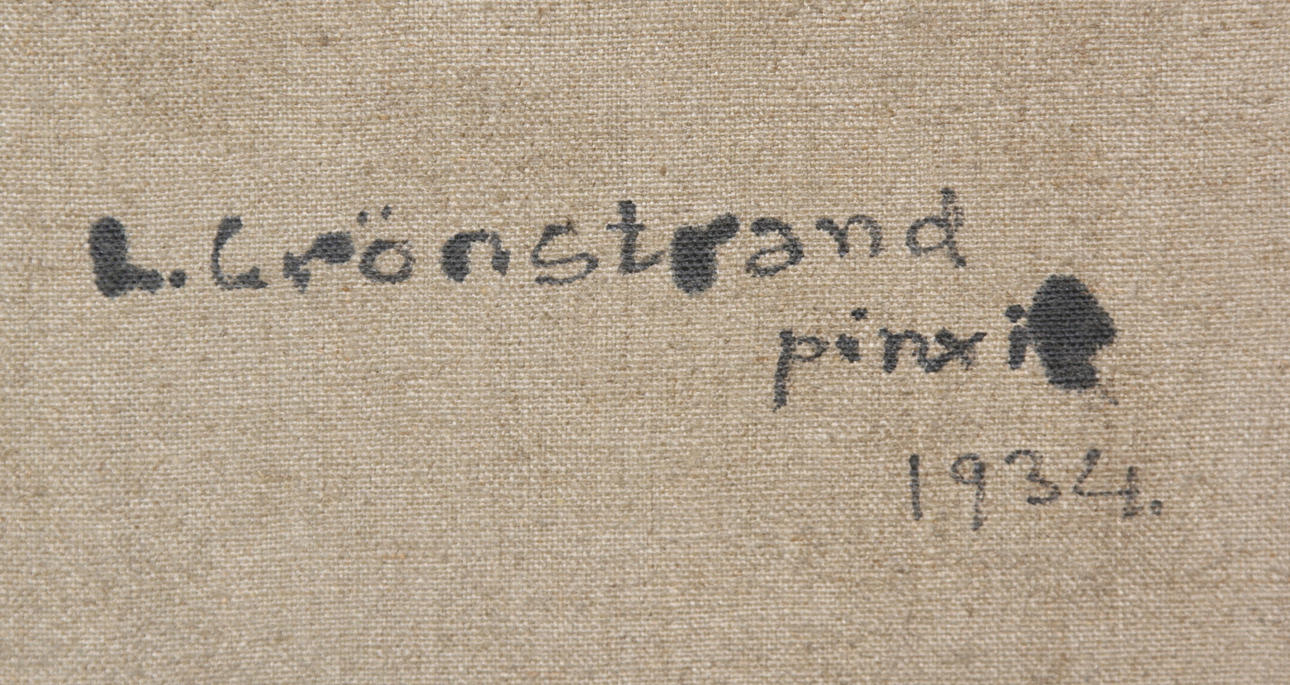 L. Grönstrand
pinxit
1934.